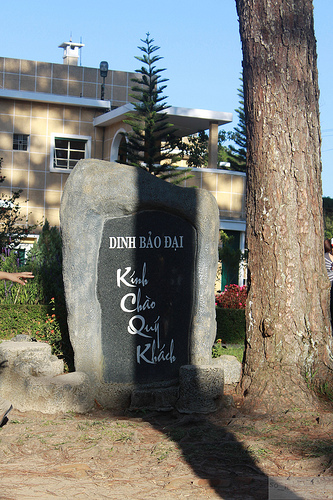 DINH BẢO ĐẠI
Kính
Chào
Quý
Khách